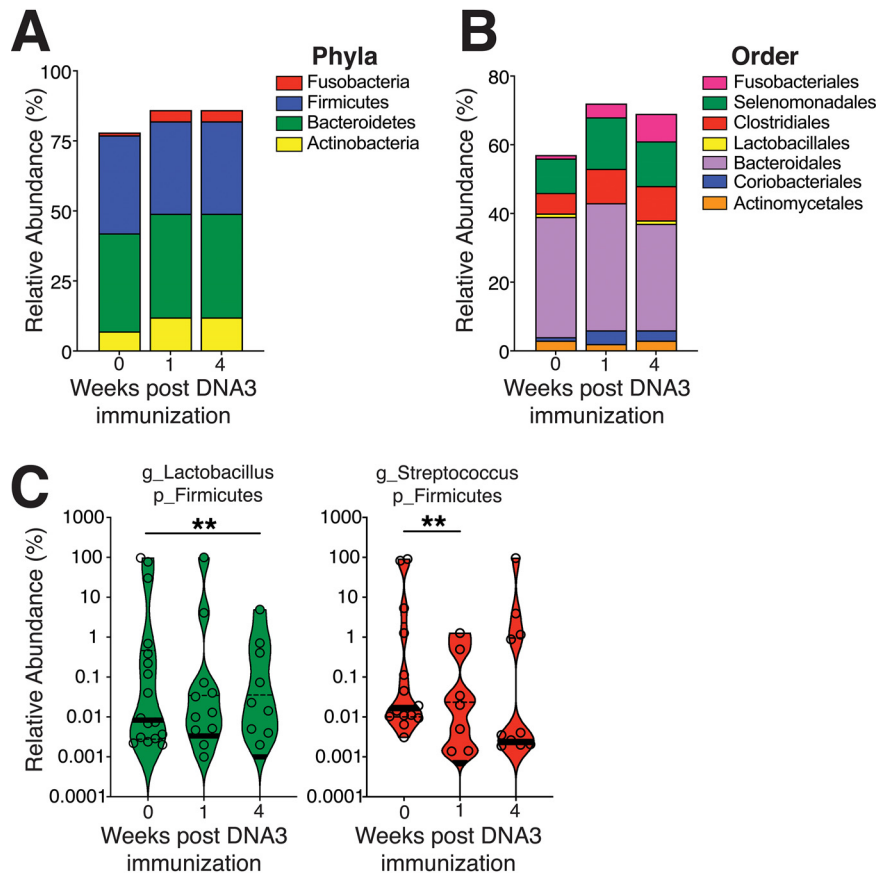 A
Phyla
Fusobacteria
Firmicutes
Bacteroidetes
Actinobacteria
Relative Abundance (%)
100
75
50
25
0
0 1 4
Weeks post DNA3
immunization
B
Order
Fusobacteriales
Selenomonadales
Clostridiales
Lactobacillales
Bacteroidales
Coriobacteriales
Actinomycetales
Relative Abundance (%)
80
60
40
20
0
0 1 4
Weeks post DNA3
immunization
C
g_Lactobacillus
p_Firmicutes
**
Relative Abundance (%)
1000
100
10
1
0.1
0.01
0.001
0.0001
0 1 4
Weeks post DNA3
immunization
g_Streptococcus
p_Firmicutes
**
1000
100
10
1
0.1
0.01
0.001
0.0001
0 1 4
Weeks post DNA3
immunization